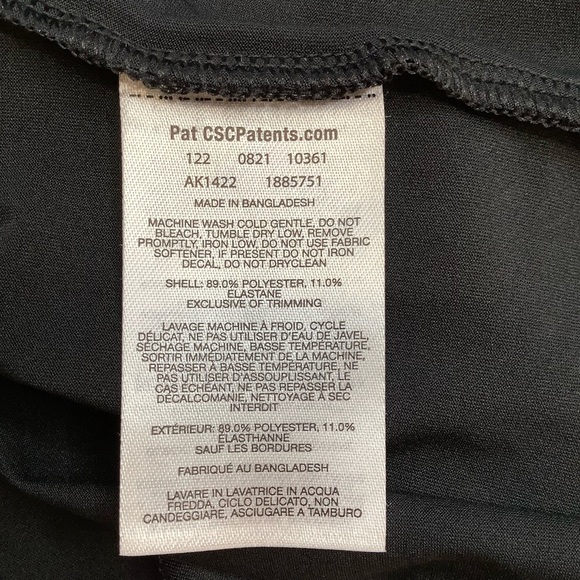 Pat CSCPatents.com
122 0821 10361
AK1422 1885751
MADE IN BANGLADESH
MACHINE WASH COLD GENTLE, DO NOT
BLEACH, TUMBLE DRY LOW, REMOVE
PROMPTLY, IRON LOW, DO NOT USE FABRIC
SOFTENER, IF PRESENT DO NOT IRON
DECAL, DO NOT DRYCLEAN
SHELL: 89.0% POLYESTER, 11.0%
ELASTANE
EXCLUSIVE OF TRIMMING
LAVAGE MACHINE À FROID, CYCLE
DÉLICAT, NE PAS UTILISER D'EAU DE JAVEL,
SÉCHAGE MACHINE, BASSE TEMPÉRATURE,
SORTIR IMMÉDIATEMENT DE LA MACHINE,
REPASSER À BASSE TEMPÉRATURE, NE
PAS UTILISER D'ASSOUPLISSANT, LE
CAS ÉCHÉANT, NE PAS REPASSER LA
DÉCALCOMANIE, NETTOYAGE À SEC
INTERDIT
EXTÉRIEUR: 89.0% POLYESTER, 11.0%
ÉLASTHANNE
SAUF LES BORDURES
FABRIQUÉ AU BANGLADESH
LAVARE IN LAVATRICE IN ACQUA
FREDDA, CICLO DELICATO, NON
CANDEGGIARE, ASCIUGARE A TAMBURO